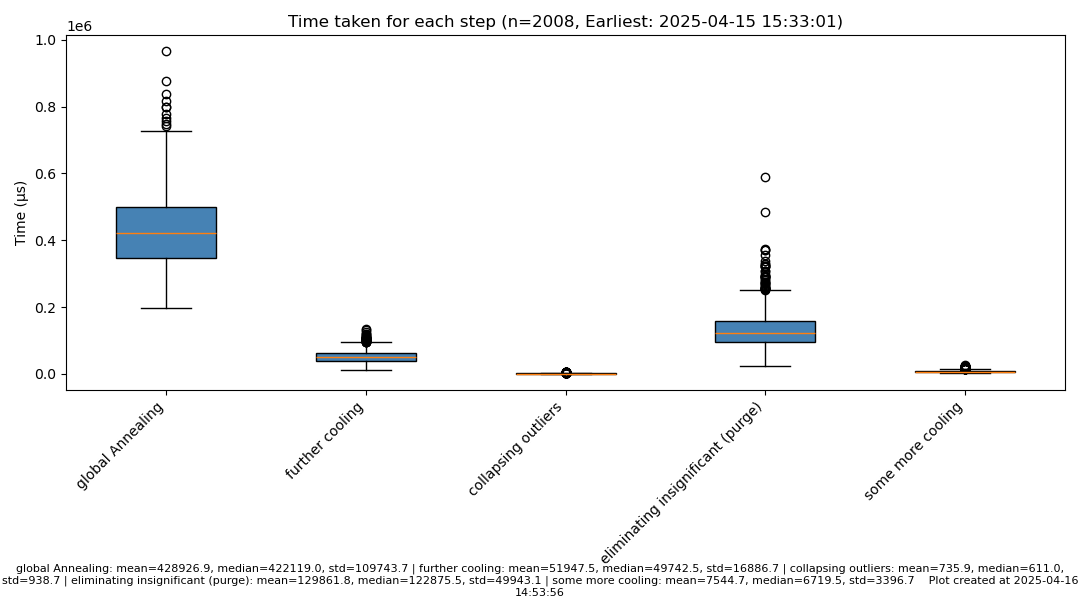 Time taken for each step (n=2008, Earliest: 2025-04-15 15:33:01)
1e6
1.0
0.8
0.6
0.4
0.2
0.0
Time (µs)
global Annealing
further cooling
collapsing outliers
eliminating insignificant (purge)
some more cooling
global Annealing: mean=428926.9, median=422119.0, std=109743.7 | further cooling: mean=51947.5, median=49742.5, std=16886.7 | collapsing outliers: mean=735.9, median=611.0,
std=938.7 | eliminating insignificant (purge): mean=129861.8, median=122875.5, std=49943.1 | some more cooling: mean=7544.7, median=6719.5, std=3396.7    Plot created at 2025-04-16
14:53:56